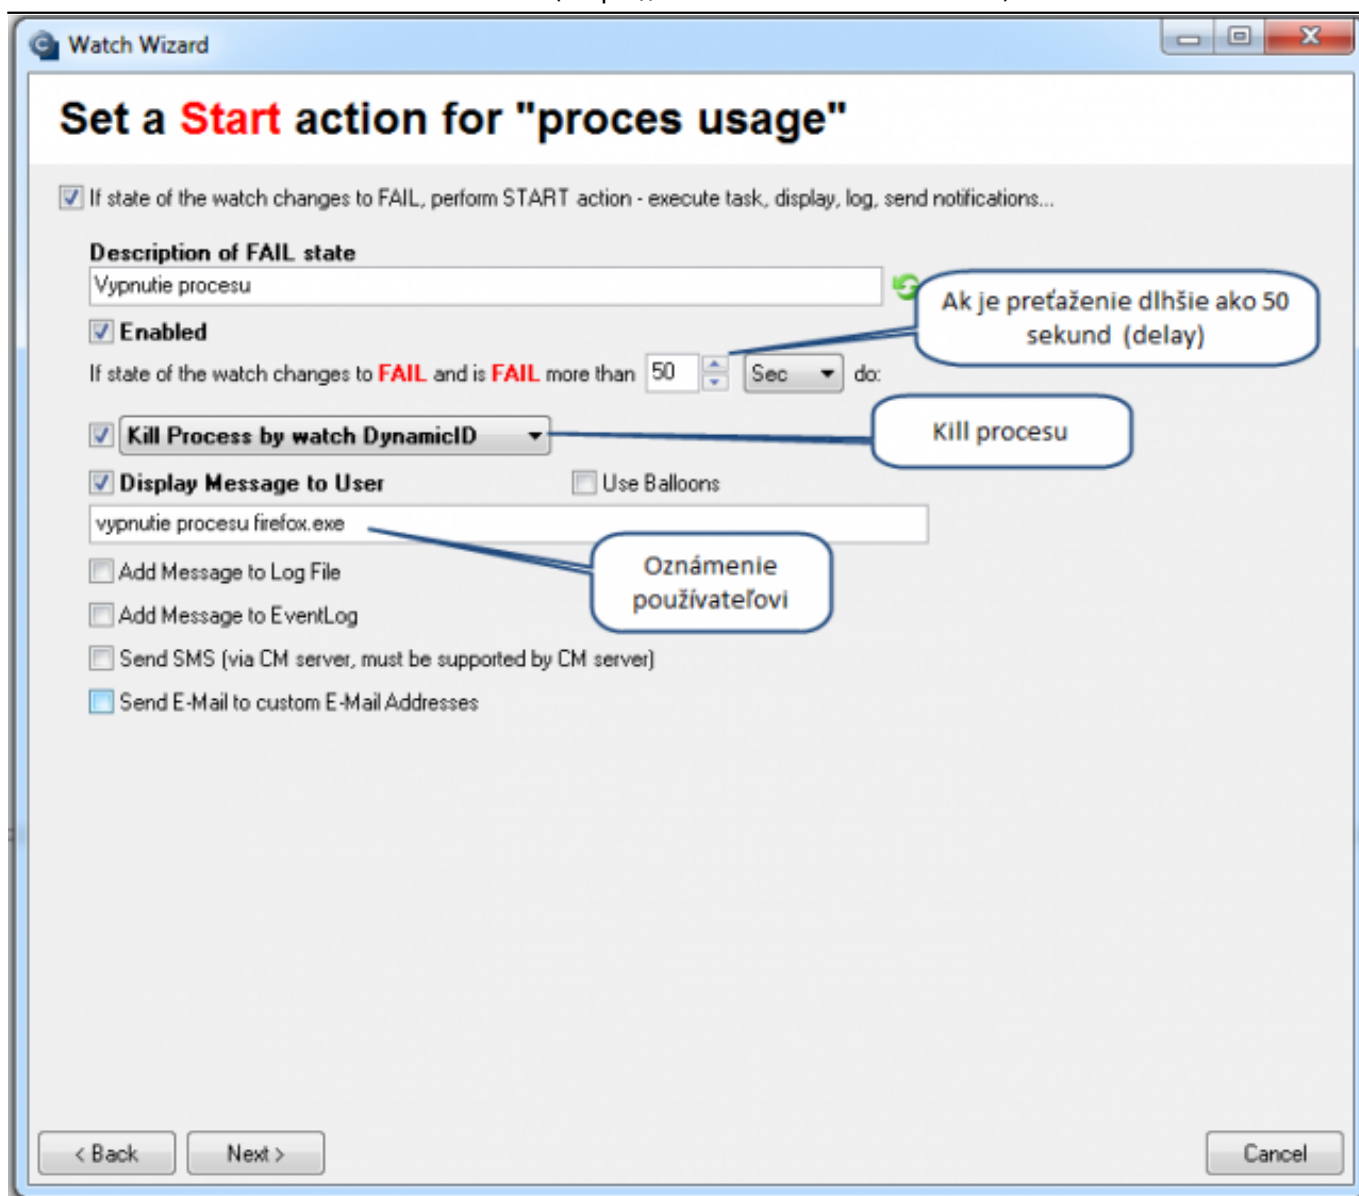 Watch Wizard
Set a Start action for "proces usage"
If state of the watch changes to FAIL, perform START action - execute task, display, log, send notifications...
Description of FAIL state
Vypnutie procesu
Ak je preťaženie dlhšie ako 50
sekund (delay)
Enabled
If state of the watch changes to FAIL and is FAIL more than 50 Sec do:
Kill Process by watch DynamicID
Kill procesu
Display Message to User
Use Balloons
vypnutie procesu firefox.exe
Oznámenie
používateľovi
Add Message to Log File
Add Message to EventLog
Send SMS (via CM server, must be supported by CM server)
Send E-Mail to custom E-Mail Addresses
< Back
Next >
Cancel